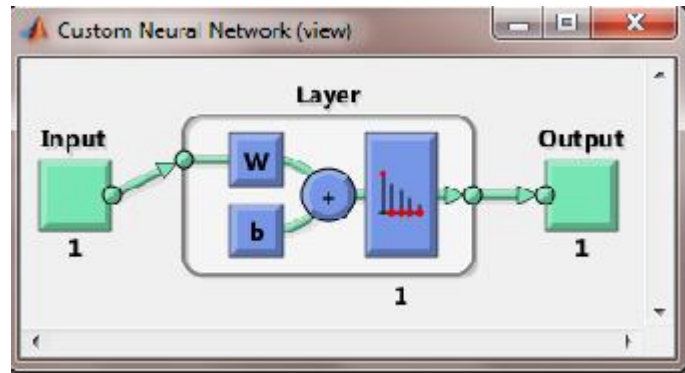 Custom Neural Network (view)
Layer
Input
Output
W
+
b
1
1
1